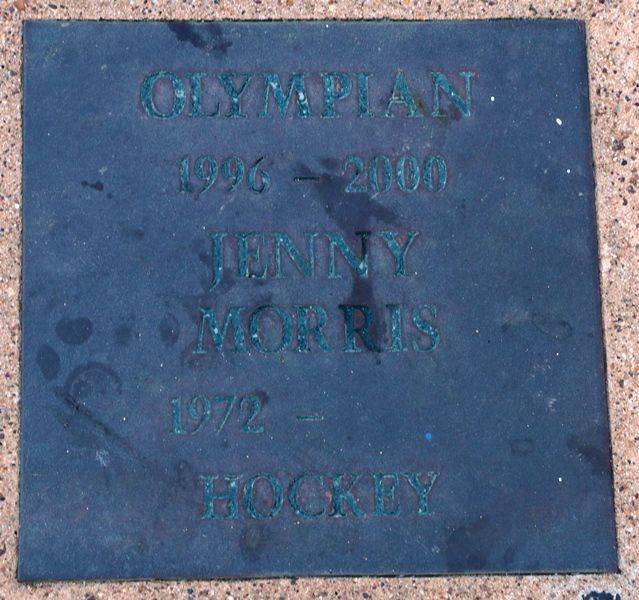 OLYMPIAN
1996 – 2000
JENNY
MORRIS
1972 –
HOCKEY